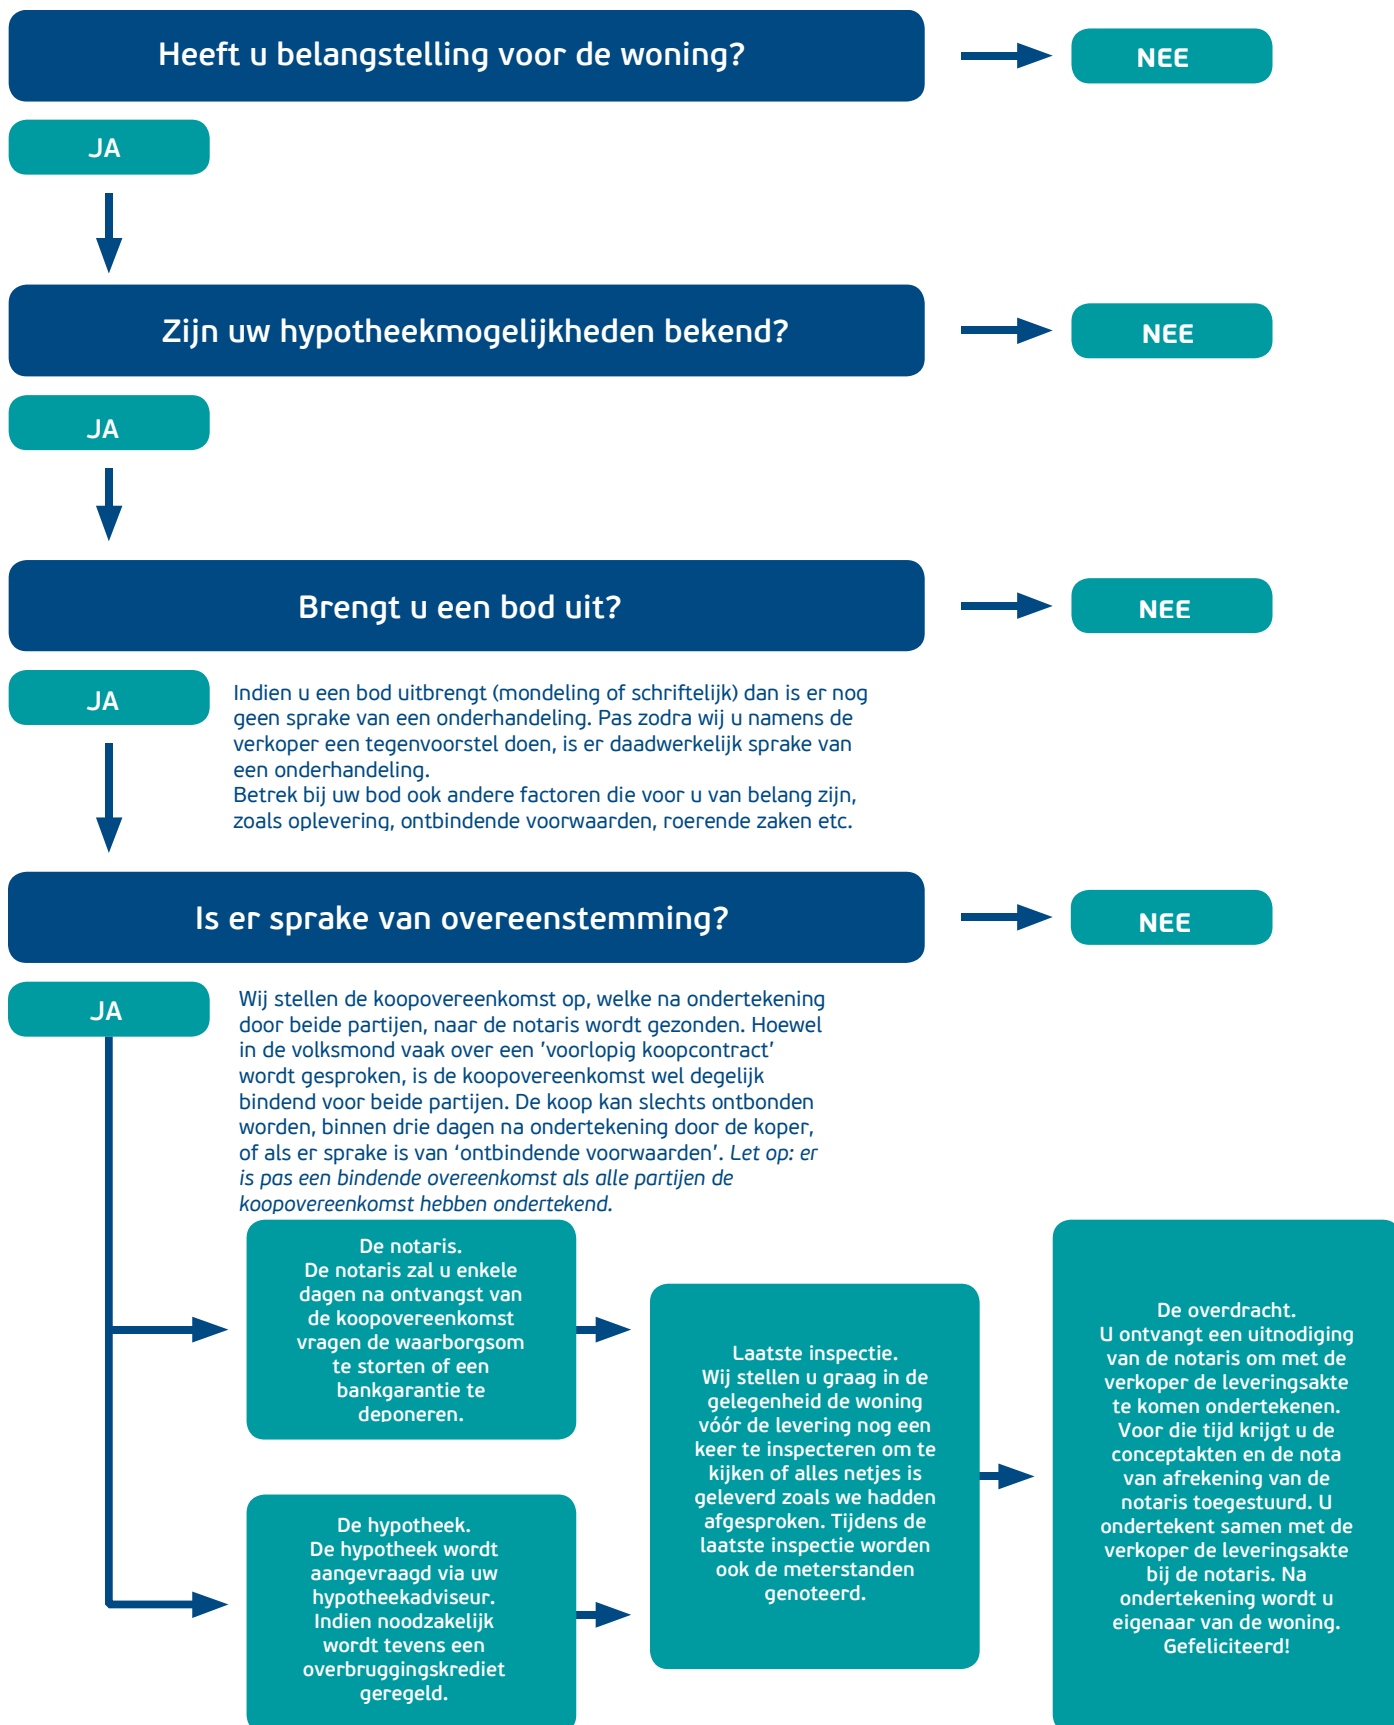 Heeft u belangstelling voor de woning?
NEE
JA
Zijn uw hypotheekmogelijkheden bekend?
NEE
JA
Brengt u een bod uit?
NEE
JA
Indien u een bod uitbrengt (mondeling of schriftelijk) dan is er nog
geen sprake van een onderhandeling. Pas zodra wij u namens de
verkoper een tegenvoorstel doen, is er daadwerkelijk sprake van
een onderhandeling.
Betrek bij uw bod ook andere factoren die voor u van belang zijn,
zoals oplevering, ontbindende voorwaarden, roerende zaken etc.
Is er sprake van overeenstemming?
NEE
JA
Wij stellen de koopovereenkomst op, welke na ondertekening
door beide partijen, naar de notaris wordt gezonden. Hoewel
in de volksmond vaak over een 'voorlopig koopcontract'
wordt gesproken, is de koopovereenkomst wel degelijk
bindend voor beide partijen. De koop kan slechts ontbonden
worden, binnen drie dagen na ondertekening door de koper,
of als er sprake is van ‘ontbindende voorwaarden’. Let op: er
is pas een bindende overeenkomst als alle partijen de
koopovereenkomst hebben ondertekend.
De notaris.
De notaris zal u enkele
dagen na ontvangst van
de koopovereenkomst
vragen de waarborgsom
te storten of een
bankgarantie te
deponeren.
De hypotheek.
De hypotheek wordt
aangevraagd via uw
hypotheekadviseur.
Indien noodzakelijk
wordt tevens een
overbruggingskrediet
geregeld.
Laatste inspectie.
Wij stellen u graag in de
gelegenheid de woning
vóór de levering nog een
keer te inspecteren om te
kijken of alles netjes is
geleverd zoals we hadden
afgesproken. Tijdens de
laatste inspectie worden
ook de meterstanden
genoteerd.
De overdracht.
U ontvangt een uitnodiging
van de notaris om met de
verkoper de leveringsakte
te komen ondertekenen.
Voor die tijd krijgt u de
conceptakten en de nota
van afrekening van de
notaris toegestuurd. U
ondertekent samen met de
verkoper de leveringsakte
bij de notaris. Na
ondertekening wordt u
eigenaar van de woning.
Gefeliciteerd!